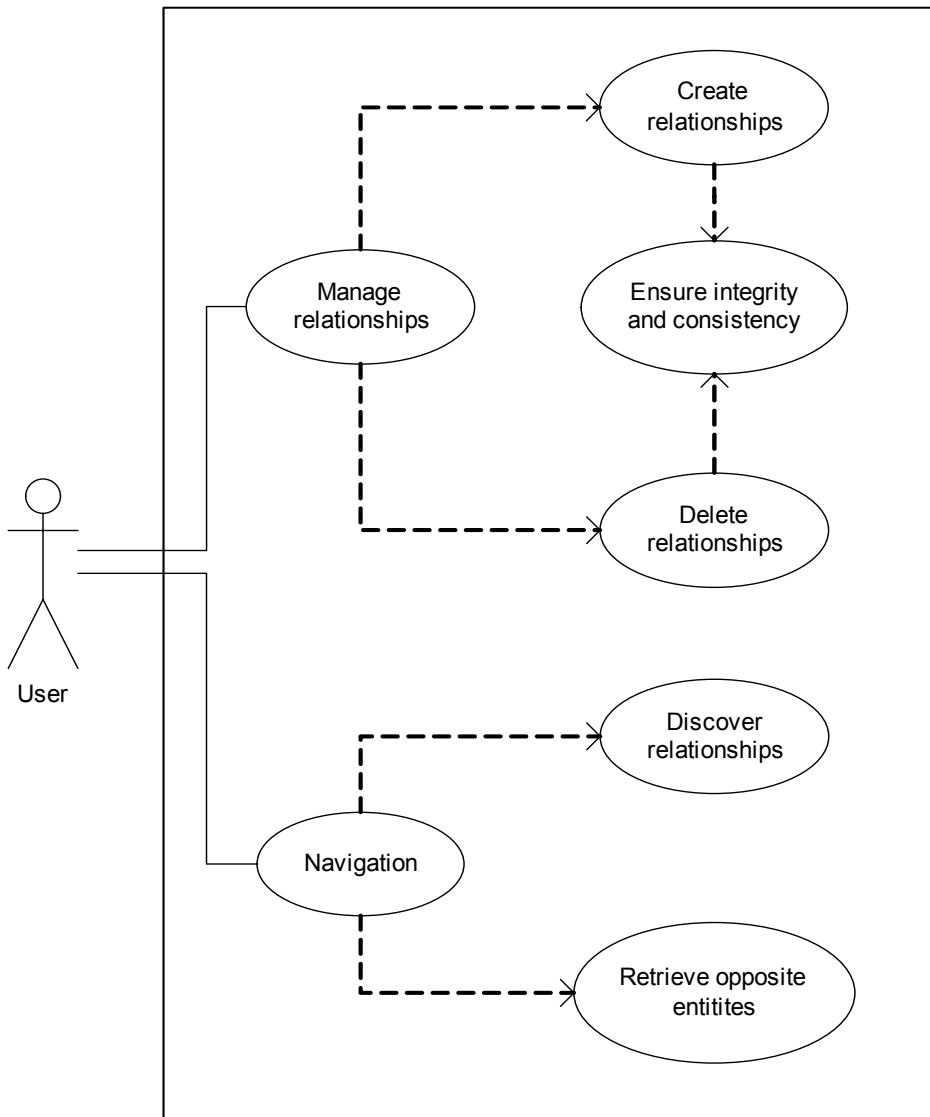 Create
relationships
Manage
relationships
Ensure integrity
and consistency
Delete
relationships
User
Discover
relationships
Navigation
Retrieve opposite
entitites